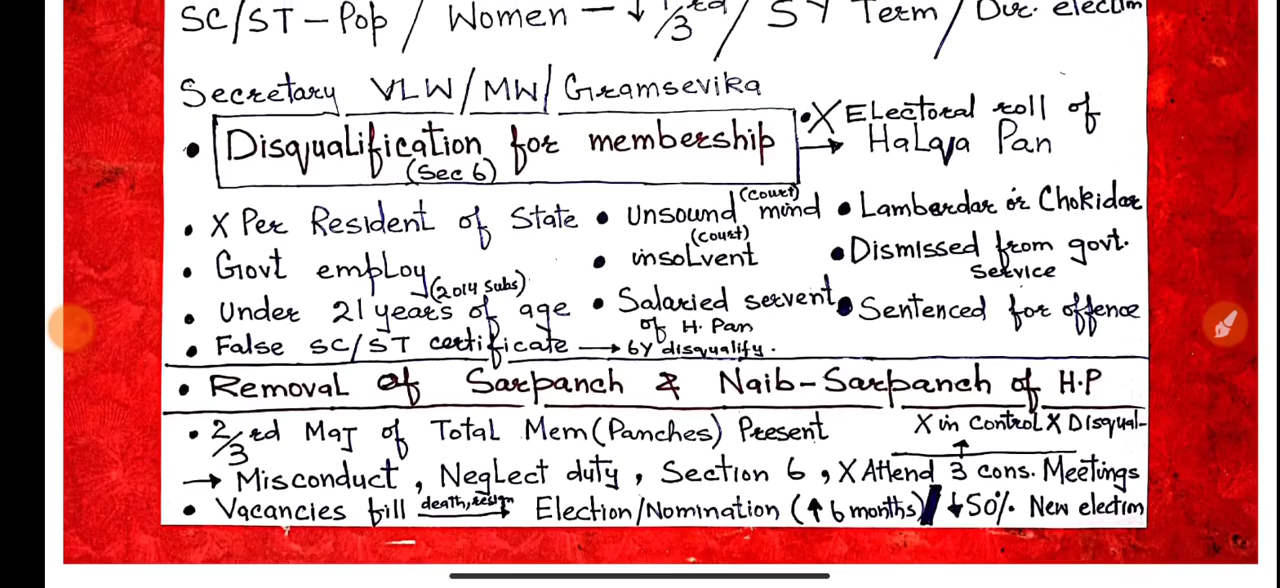 SC/ST-Pop / Women - ↓ 1/3rd / 5Y Term / Dir. election
Secretary VLW/MW/Gramsevika
• Disqualification for membership (Sec 6)
• X Electoral roll of
→ Halqa Pan
• X Per Resident of State
• Govt employ
• Under 21 years of age (2014 Subs)
• False SC/ST certificate → 6Y disqualify.
• Unsound mind (court)
• insolvent (court)
• Salaried servent
of H. Pan
• Lambardar or Chokidar
• Dismissed from govt.
Service
• Sentenced for offence
• Removal of Sarpanch & Naib-Sarpanch of H.P
• 2/3rd Maj of Total Mem(Panches) Present
X in Control X Disqual-
→ Misconduct, Neglect duty, Section 6, X Attend 3 cons. Meetings
• Vacancies fill death, resign → Election/Nomination (↑ 6 months) / ↓ 50%. New election